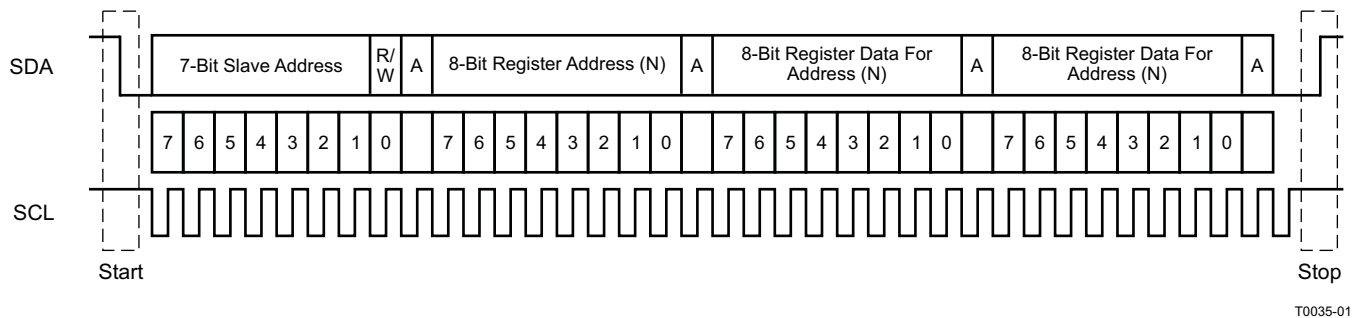 SDA
7-Bit Slave Address
R/
W
A
8-Bit Register Address (N)
A
8-Bit Register Data For
Address (N)
A
8-Bit Register Data For
Address (N)
A
7 6 5 4 3 2 1 0 7 6 5 4 3 2 1 0 7 6 5 4 3 2 1 0 7 6 5 4 3 2 1 0
SCL
Start
Stop
T0035-01